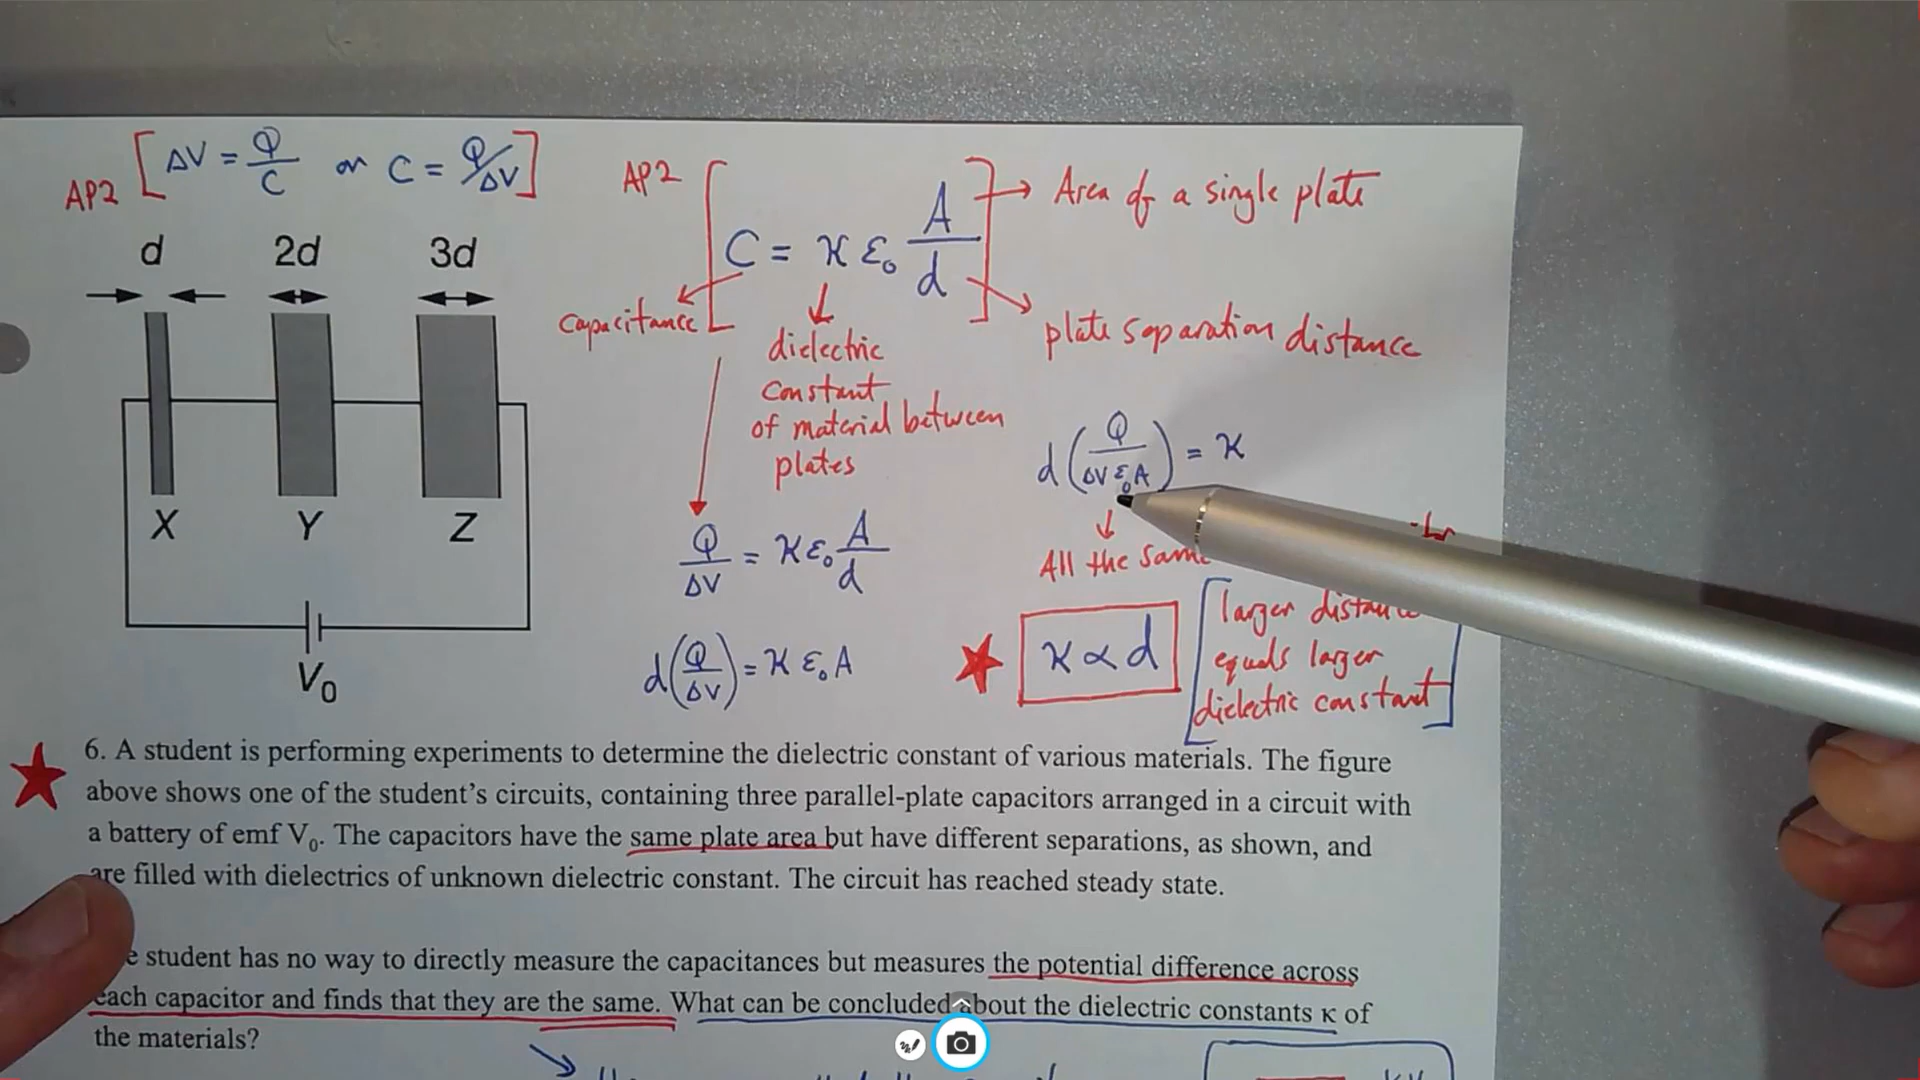 AP2 [ ΔV = Q/C or C = Q/ΔV ]
AP2 [ C = κ ε₀ A/d ] → Area of a single plate
d 2d 3d
capacitance
dielectric
constant
of material between
plates
plate separation distance
X Y Z
V₀
Q/ΔV = κ ε₀ A/d
d(Q/ΔV) = κ ε₀ A
d(Q/ΔV ε₀ A) = κ
↓
All the same
κ ∝ d
larger distance
equals larger
dielectric constant
6. A student is performing experiments to determine the dielectric constant of various materials. The figure
above shows one of the student's circuits, containing three parallel-plate capacitors arranged in a circuit with
a battery of emf V₀. The capacitors have the same plate area but have different separations, as shown, and
are filled with dielectrics of unknown dielectric constant. The circuit has reached steady state.
e student has no way to directly measure the capacitances but measures the potential difference across
each capacitor and finds that they are the same. What can be concluded about the dielectric constants κ of
the materials?